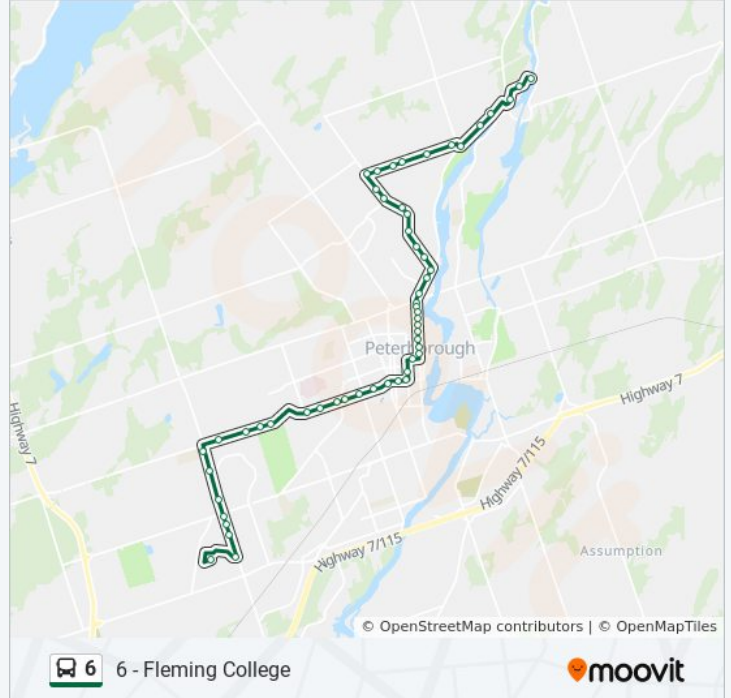 Peterborough
Highway 7
Highway 7
Highway 7/115
Highway 7/115
Assumption
© OpenStreetMap contributors | © OpenMapTiles
6 6 - Fleming College
moovit